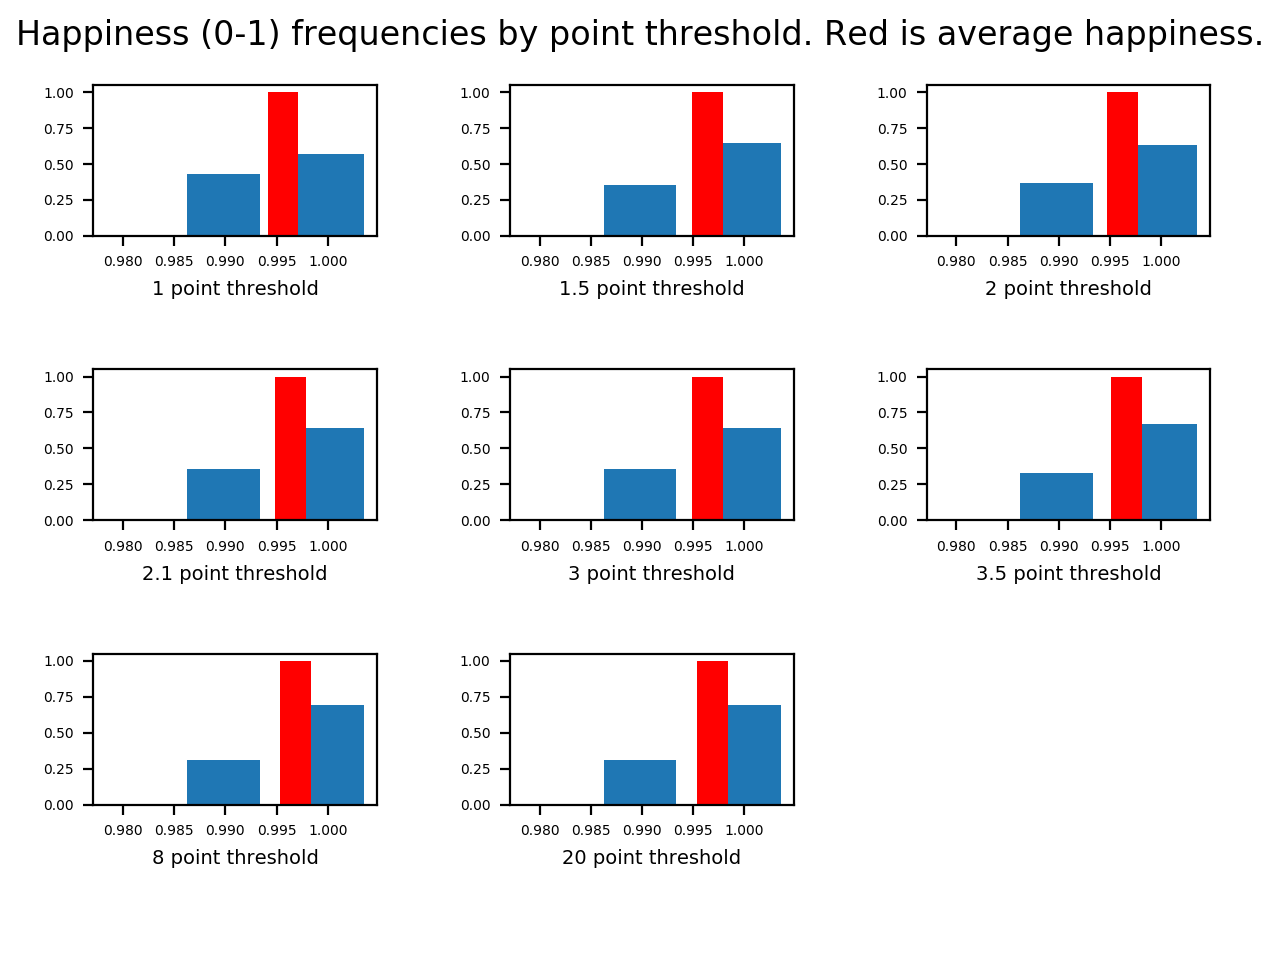 Happiness (0-1) frequencies by point threshold. Red is average happiness.
1.00 1.00 1.00
0.75 0.75 0.75
0.50 0.50 0.50
0.25 0.25 0.25
0.00 0.00 0.00
0.980 0.985 0.990 0.995 1.000 0.980 0.985 0.990 0.995 1.000 0.980 0.985 0.990 0.995 1.000
1 point threshold 1.5 point threshold 2 point threshold
1.00 1.00 1.00
0.75 0.75 0.75
0.50 0.50 0.50
0.25 0.25 0.25
0.00 0.00 0.00
0.980 0.985 0.990 0.995 1.000 0.980 0.985 0.990 0.995 1.000 0.980 0.985 0.990 0.995 1.000
2.1 point threshold 3 point threshold 3.5 point threshold
1.00 1.00
0.75 0.75
0.50 0.50
0.25 0.25
0.00 0.00
0.980 0.985 0.990 0.995 1.000 0.980 0.985 0.990 0.995 1.000
8 point threshold 20 point threshold